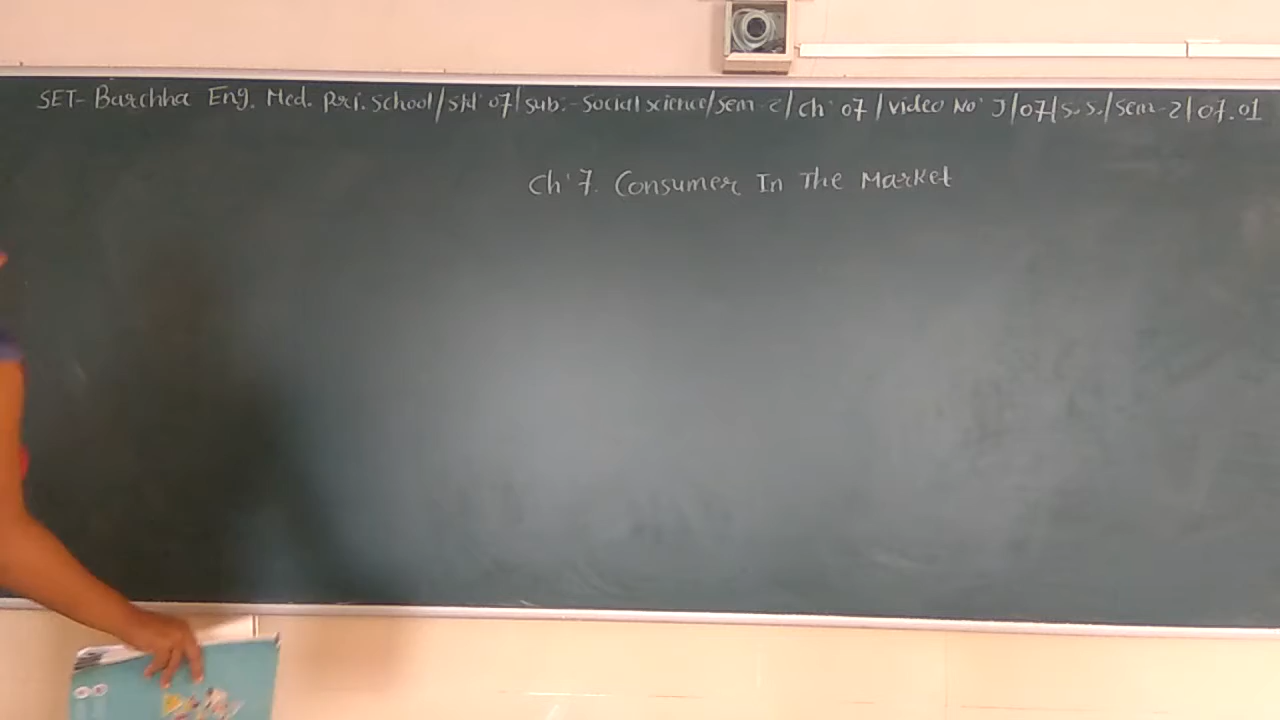 SET- Barchha Eng. Med. Pri. School/std' 07/sub:- Social science/sem-2/ch' 07/video No' J/07/S.S./sem-2/07.01
Ch' 7. Consumer In The Market